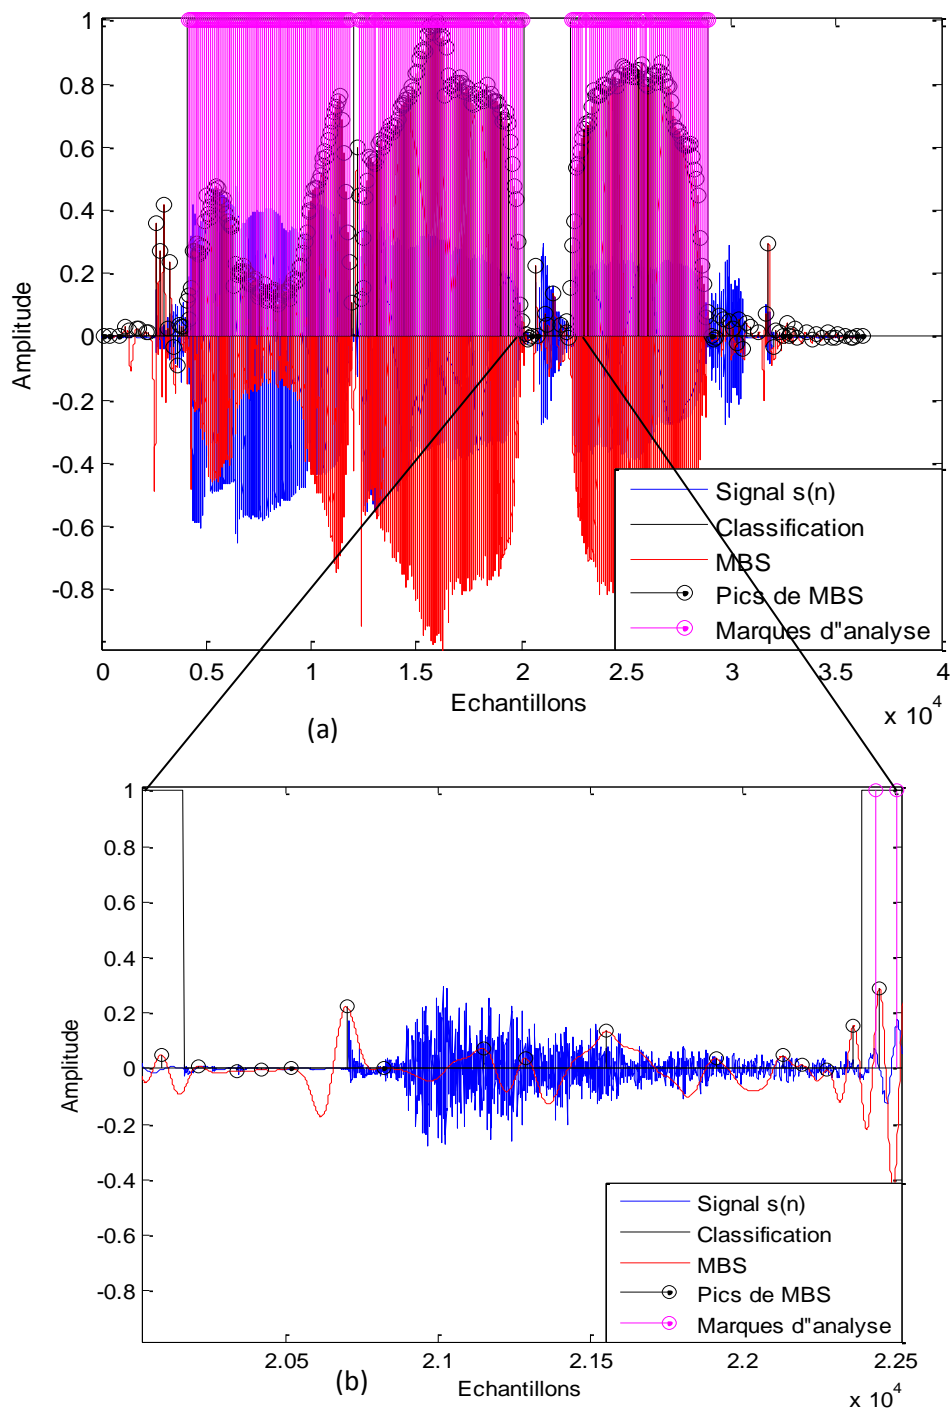 1
0.8
0.6
0.4
0.2
0
-0.2
-0.4
-0.6
-0.8
Amplitude
Signal s(n)
Classification
MBS
Pics de MBS
Marques d"analyse
0 0.5 1 1.5 2 2.5 3 3.5 4
Echantillons
x 10^4
(a)
1
0.8
0.6
0.4
0.2
0
-0.2
-0.4
-0.6
-0.8
Amplitude
Signal s(n)
Classification
MBS
Pics de MBS
Marques d"analyse
2.05 2.1 2.15 2.2 2.25
Echantillons
x 10^4
(b)